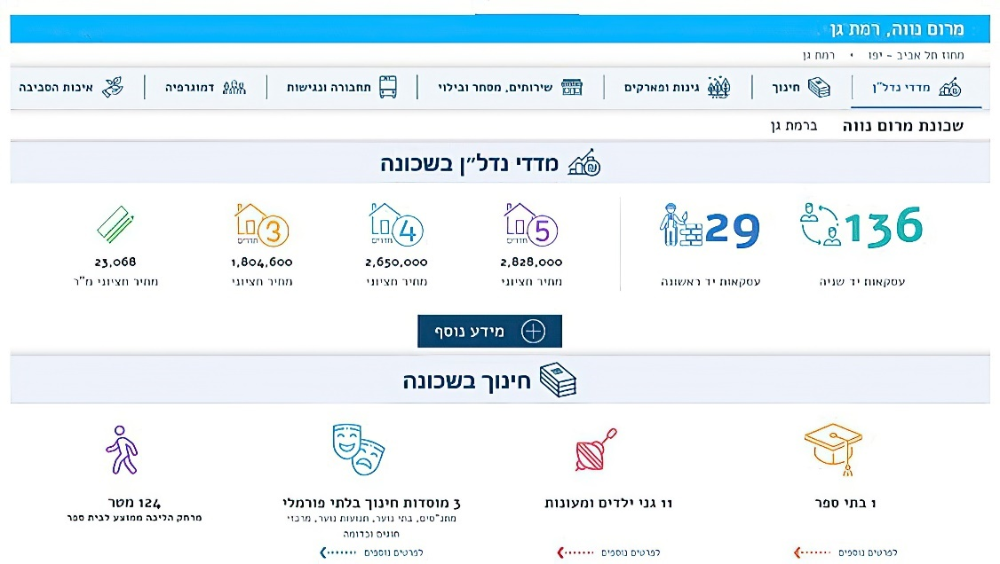 מרום נווה, רמת גן
מחוז תל אביב - יפו • רמת גן
מדדי נדל"ן
חינוך
גינות ופארקים
שירותים, מסחר ובילוי
תחבורה ונגישות
דמוגרפיה
איכות הסביבה
שכונת מרום נווה ברמת גן
מדדי נדל"ן בשכונה
136
עסקאות יד שניה
29
עסקאות יד ראשונה
5
חדרים
2,828,000
מחיר חציוני
4
חדרים
2,650,000
מחיר חציוני
3
חדרים
1,804,600
מחיר חציוני
23,068
מחיר חציוני מ"ר
מידע נוסף
חינוך בשכונה
1 בתי ספר
לפרטים נוספים
11 גני ילדים ומעונות
לפרטים נוספים
3 מוסדות חינוך בלתי פורמלי
מתנ"סים, בתי נוער, תנועות נוער, מרכזי
חוגים וכדומה
לפרטים נוספים
124 מטר
מרחק הליכה ממוצע לבית ספר